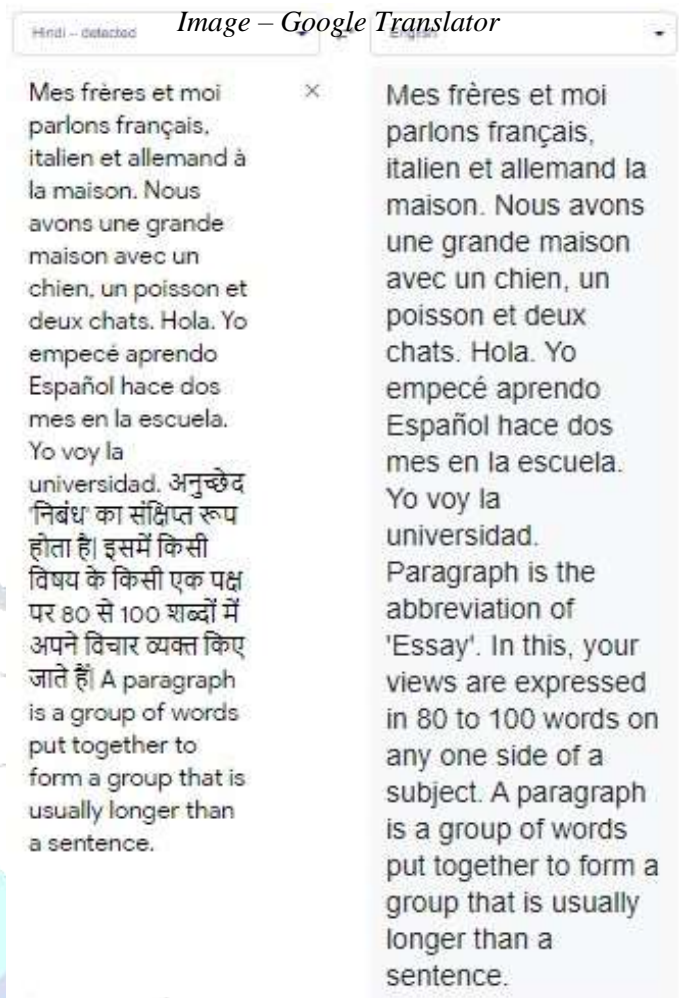 Image – Google Translator
Hindi – detected
English
Mes frères et moi
parlons français,
italien et allemand à
la maison. Nous
avons une grande
maison avec un
chien, un poisson et
deux chats. Hola. Yo
empecé aprendo
Español hace dos
mes en la escuela.
Yo voy la
universidad. अनुच्छेद
'निबंध' का संक्षिप्त रूप
होता है| इसमें किसी
विषय के किसी एक पक्ष
पर 80 से 100 शब्दों में
अपने विचार व्यक्त किए
जाते हैं| A paragraph
is a group of words
put together to
form a group that is
usually longer than
a sentence.
Mes frères et moi
parlons français,
italien et allemand la
maison. Nous avons
une grande maison
avec un chien, un
poisson et deux
chats. Hola. Yo
empecé aprendo
Español hace dos
mes en la escuela.
Yo voy la
universidad.
Paragraph is the
abbreviation of
'Essay'. In this, your
views are expressed
in 80 to 100 words on
any one side of a
subject. A paragraph
is a group of words
put together to form a
group that is usually
longer than a
sentence.